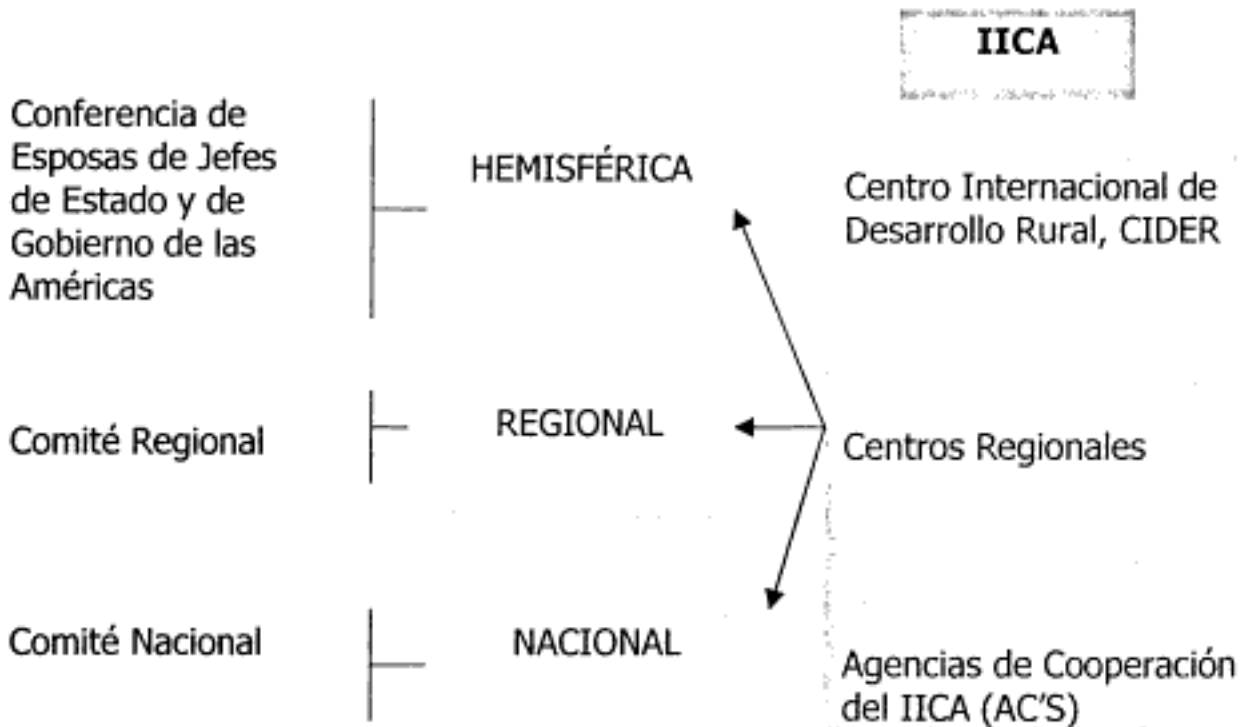 IICA
Conferencia de
Esposas de Jefes
de Estado y de
Gobierno de las
Américas
HEMISFÉRICA
Centro Internacional de
Desarrollo Rural, CIDER
Comité Regional
REGIONAL
Centros Regionales
Comité Nacional
NACIONAL
Agencias de Cooperación
del IICA (AC'S)